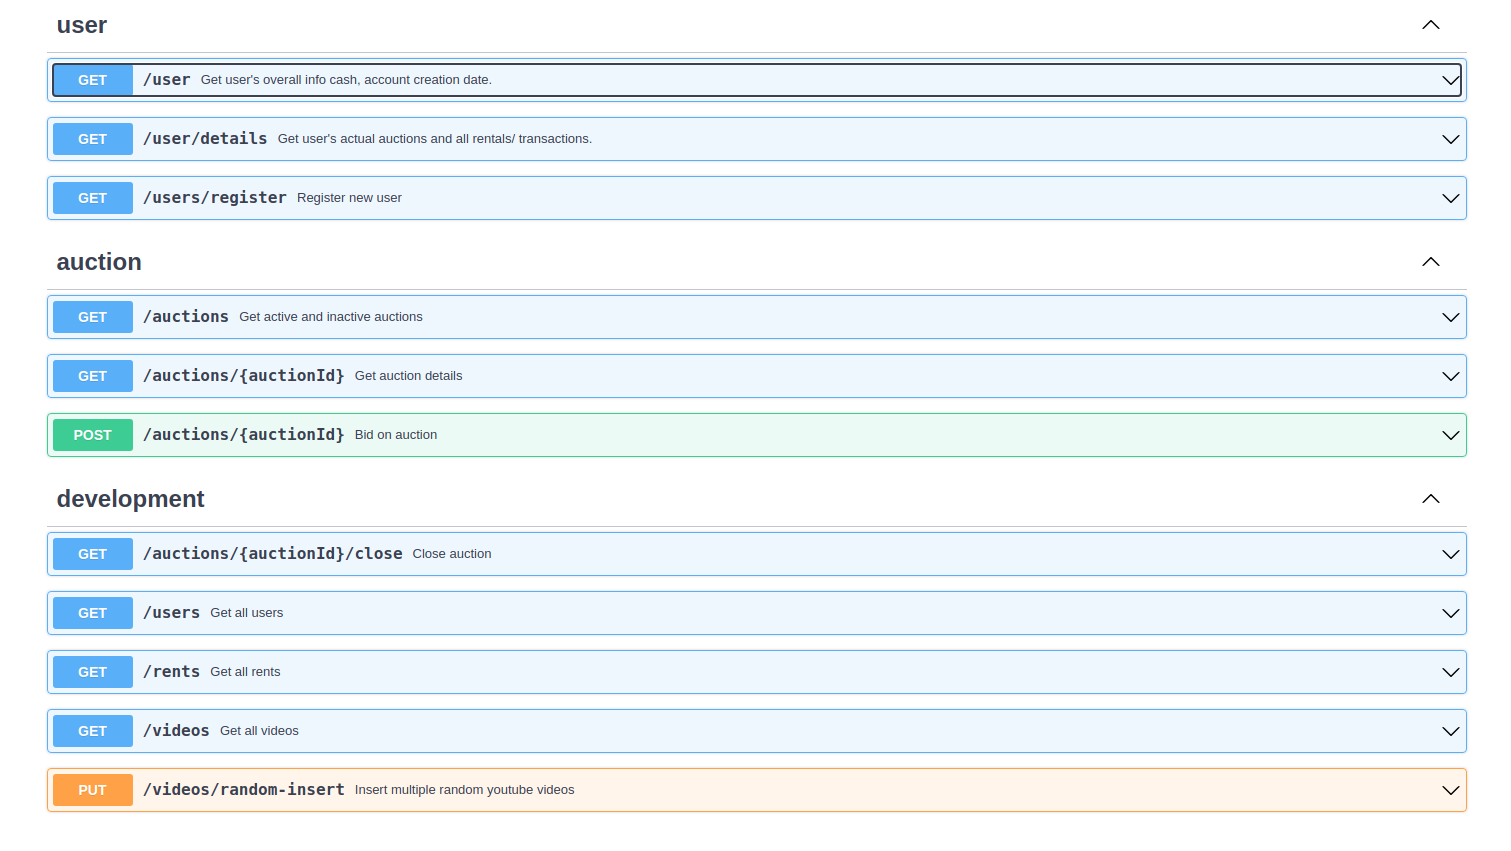 user
GET /user Get user's overall info cash, account creation date.
GET /user/details Get user's actual auctions and all rentals/ transactions.
GET /users/register Register new user
auction
GET /auctions Get active and inactive auctions
GET /auctions/{auctionId} Get auction details
POST /auctions/{auctionId} Bid on auction
development
GET /auctions/{auctionId}/close Close auction
GET /users Get all users
GET /rents Get all rents
GET /videos Get all videos
PUT /videos/random-insert Insert multiple random youtube videos